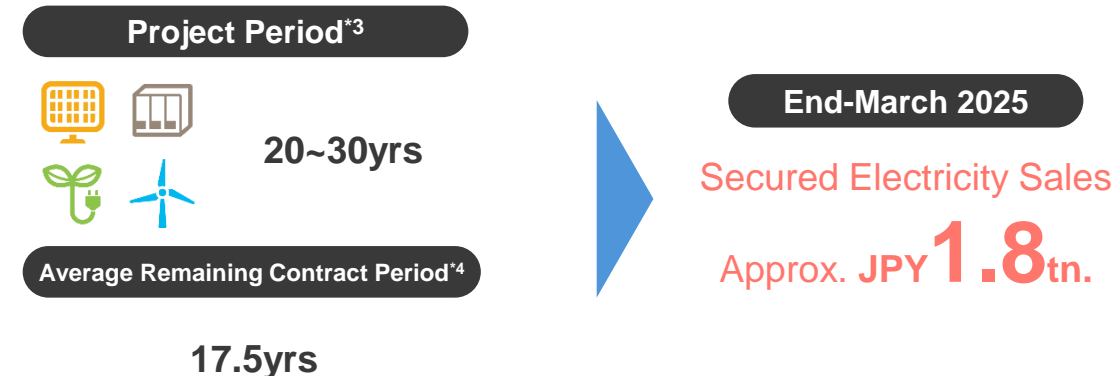 Project Period*3
20~30yrs
Average Remaining Contract Period*4
17.5yrs
End-March 2025
Secured Electricity Sales
Approx. JPY1.8tn.